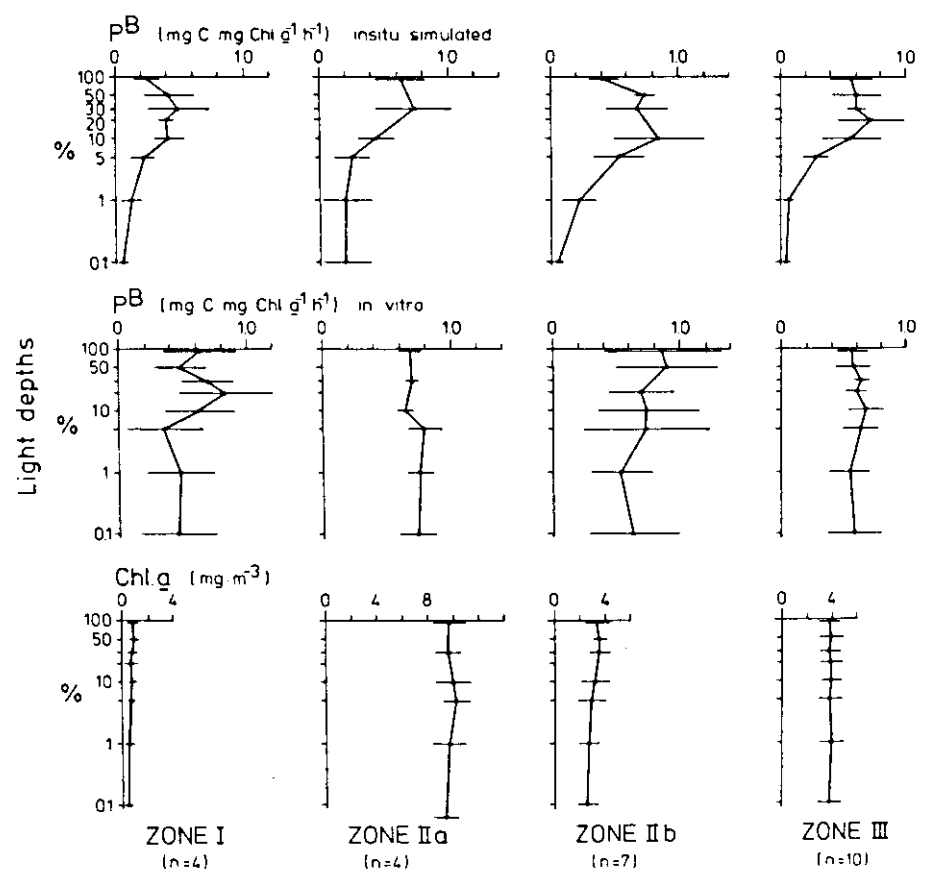 P^B (mg C mg Chl a^-1 h^-1) in situ simulated
0 10 0 10 0 10 0 10
100
50
30
20
10
5
1
01
%
P^B (mg C mg Chl a^-1 h^-1) in vitro
0 10 0 10 0 10 0 10
100
50
10
1
0.1
%
Light depths
Chl. a (mg·m^-3)
0 4 0 4 8 0 4 0 4
100
50
10
1
01
%
ZONE I ZONE IIa ZONE IIb ZONE III
(n=4) (n=4) (n=7) (n=10)